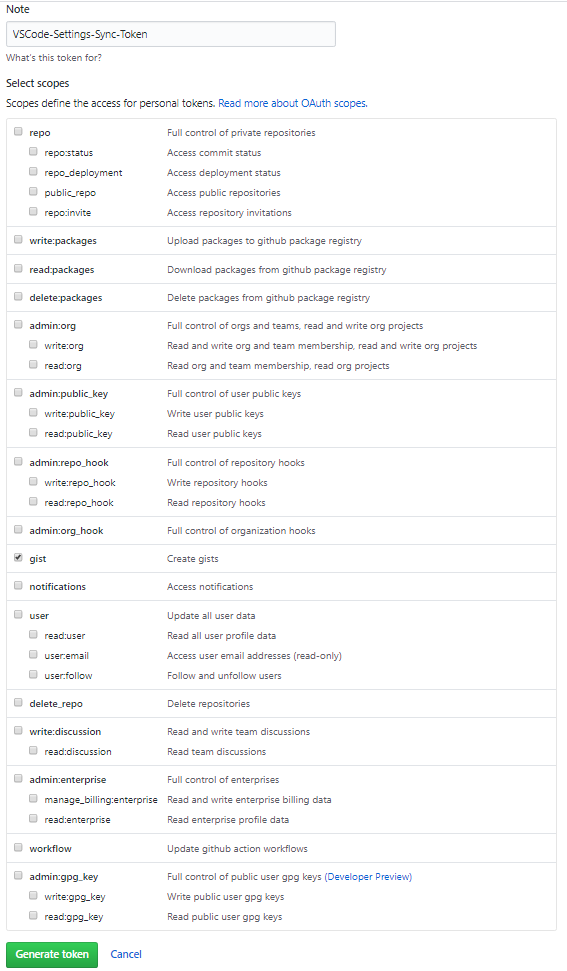 Note
VSCode-Settings-Sync-Token
What's this token for?
Select scopes
Scopes define the access for personal tokens. Read more about OAuth scopes.
repo Full control of private repositories
repo:status Access commit status
repo_deployment Access deployment status
public_repo Access public repositories
repo:invite Access repository invitations
write:packages Upload packages to github package registry
read:packages Download packages from github package registry
delete:packages Delete packages from github package registry
admin:org Full control of orgs and teams, read and write org projects
write:org Read and write org and team membership, read and write org projects
read:org Read org and team membership, read org projects
admin:public_key Full control of user public keys
write:public_key Write user public keys
read:public_key Read user public keys
admin:repo_hook Full control of repository hooks
write:repo_hook Write repository hooks
read:repo_hook Read repository hooks
admin:org_hook Full control of organization hooks
gist Create gists
notifications Access notifications
user Update all user data
read:user Read all user profile data
user:email Access user email addresses (read-only)
user:follow Follow and unfollow users
delete_repo Delete repositories
write:discussion Read and write team discussions
read:discussion Read team discussions
admin:enterprise Full control of enterprises
manage_billing:enterprise Read and write enterprise billing data
read:enterprise Read enterprise profile data
workflow Update github action workflows
admin:gpg_key Full control of public user gpg keys (Developer Preview)
write:gpg_key Write public user gpg keys
read:gpg_key Read public user gpg keys
Generate token Cancel